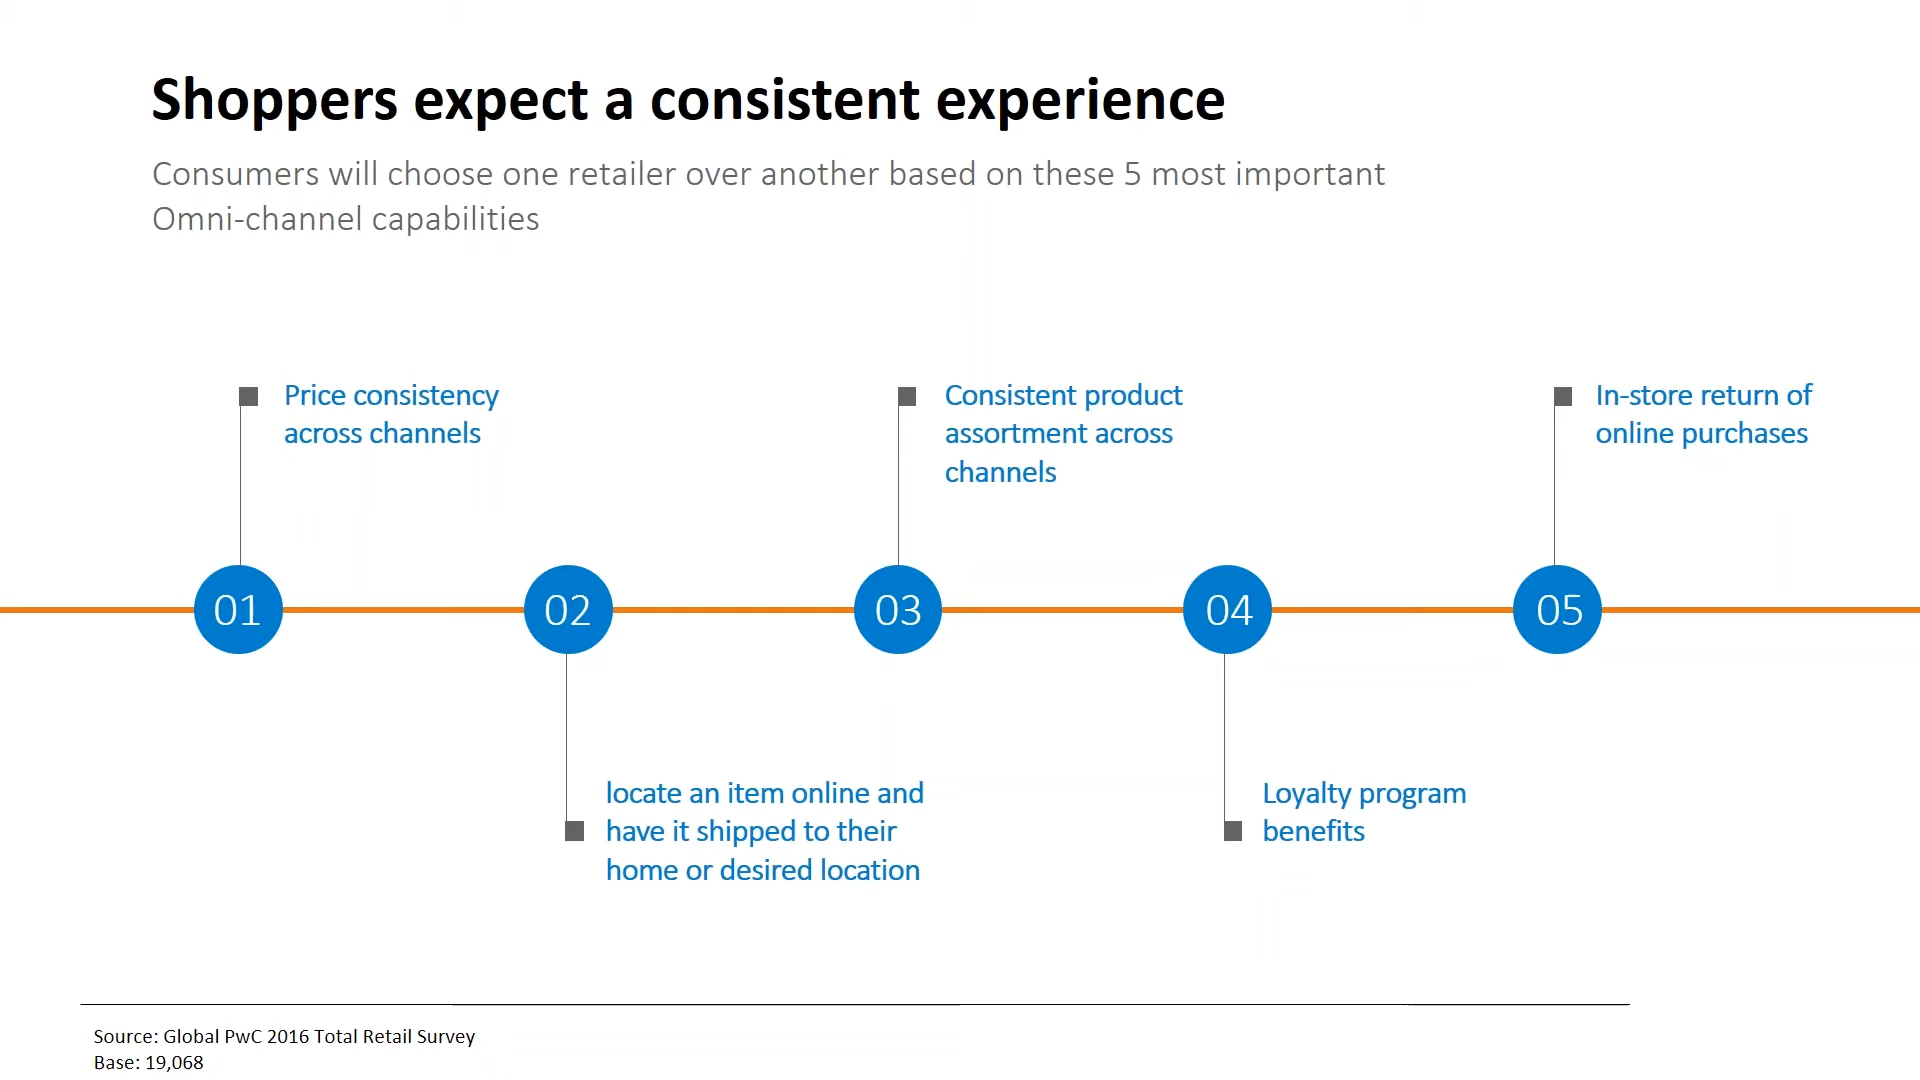 Shoppers expect a consistent experience
Consumers will choose one retailer over another based on these 5 most important
Omni-channel capabilities
Price consistency
across channels
Consistent product
assortment across
channels
In-store return of
online purchases
01
02
03
04
05
locate an item online and
have it shipped to their
home or desired location
Loyalty program
benefits
Source: Global PwC 2016 Total Retail Survey
Base: 19,068